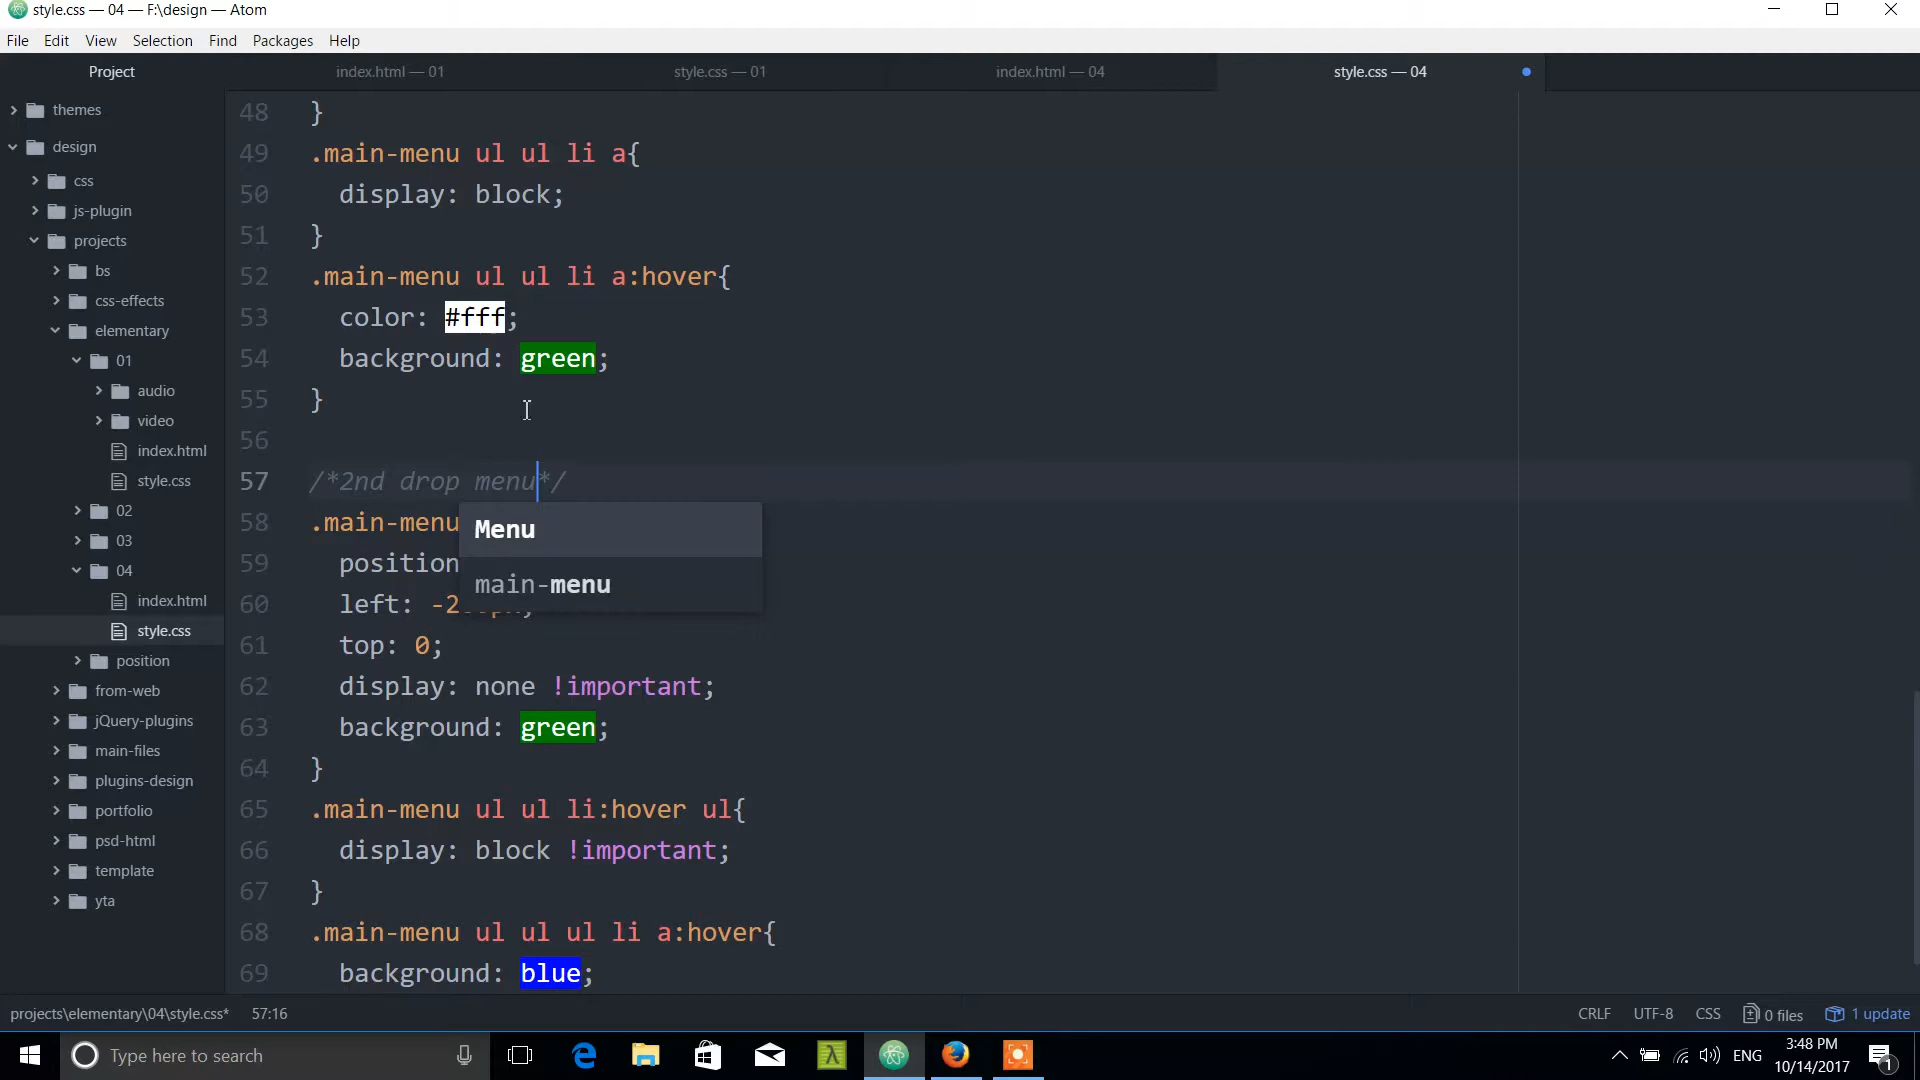 style.css — 04 — F:\design — Atom
File Edit View Selection Find Packages Help
Project
index.html — 01
style.css — 01
index.html — 04
style.css — 04
themes
design
css
js-plugin
projects
bs
css-effects
elementary
01
audio
video
index.html
style.css
02
03
04
index.html
style.css
position
from-web
jQuery-plugins
main-files
plugins-design
portfolio
psd-html
template
yta
48 }
49 .main-menu ul ul li a{
50 display: block;
51 }
52 .main-menu ul ul li a:hover{
53 color: #fff;
54 background: green;
55 }
56
57 /*2nd drop menu*/
58 .main-menu
Menu
59 position
main-menu
60 left:
61 top: 0;
62 display: none !important;
63 background: green;
64 }
65 .main-menu ul ul li:hover ul{
66 display: block !important;
67 }
68 .main-menu ul ul ul li a:hover{
69 background: blue;
projects\elementary\04\style.css* 57:16
CRLF UTF-8 CSS 0 files 1 update
Type here to search
ENG
3:48 PM
10/14/2017
1